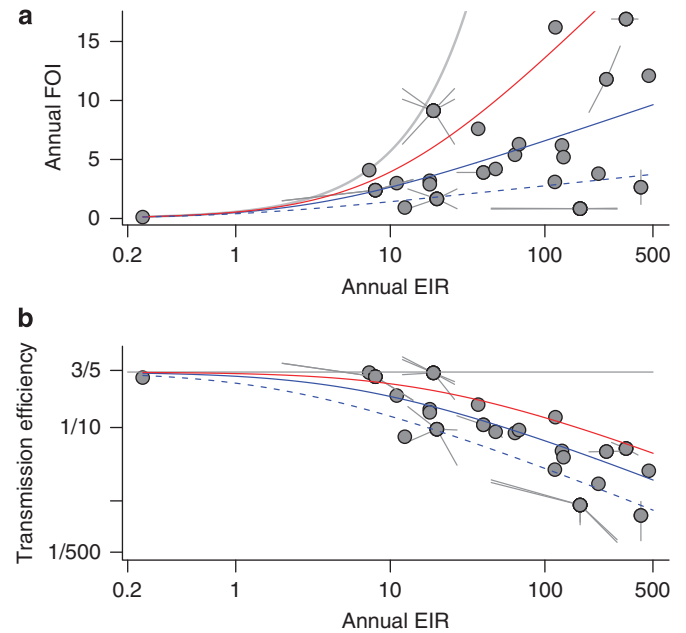 a
15
10
5
0
Annual FOI
0.2 1 10 100 500
Annual EIR
b
3/5
1/10
1/500
Transmission efficiency
0.2 1 10 100 500
Annual EIR